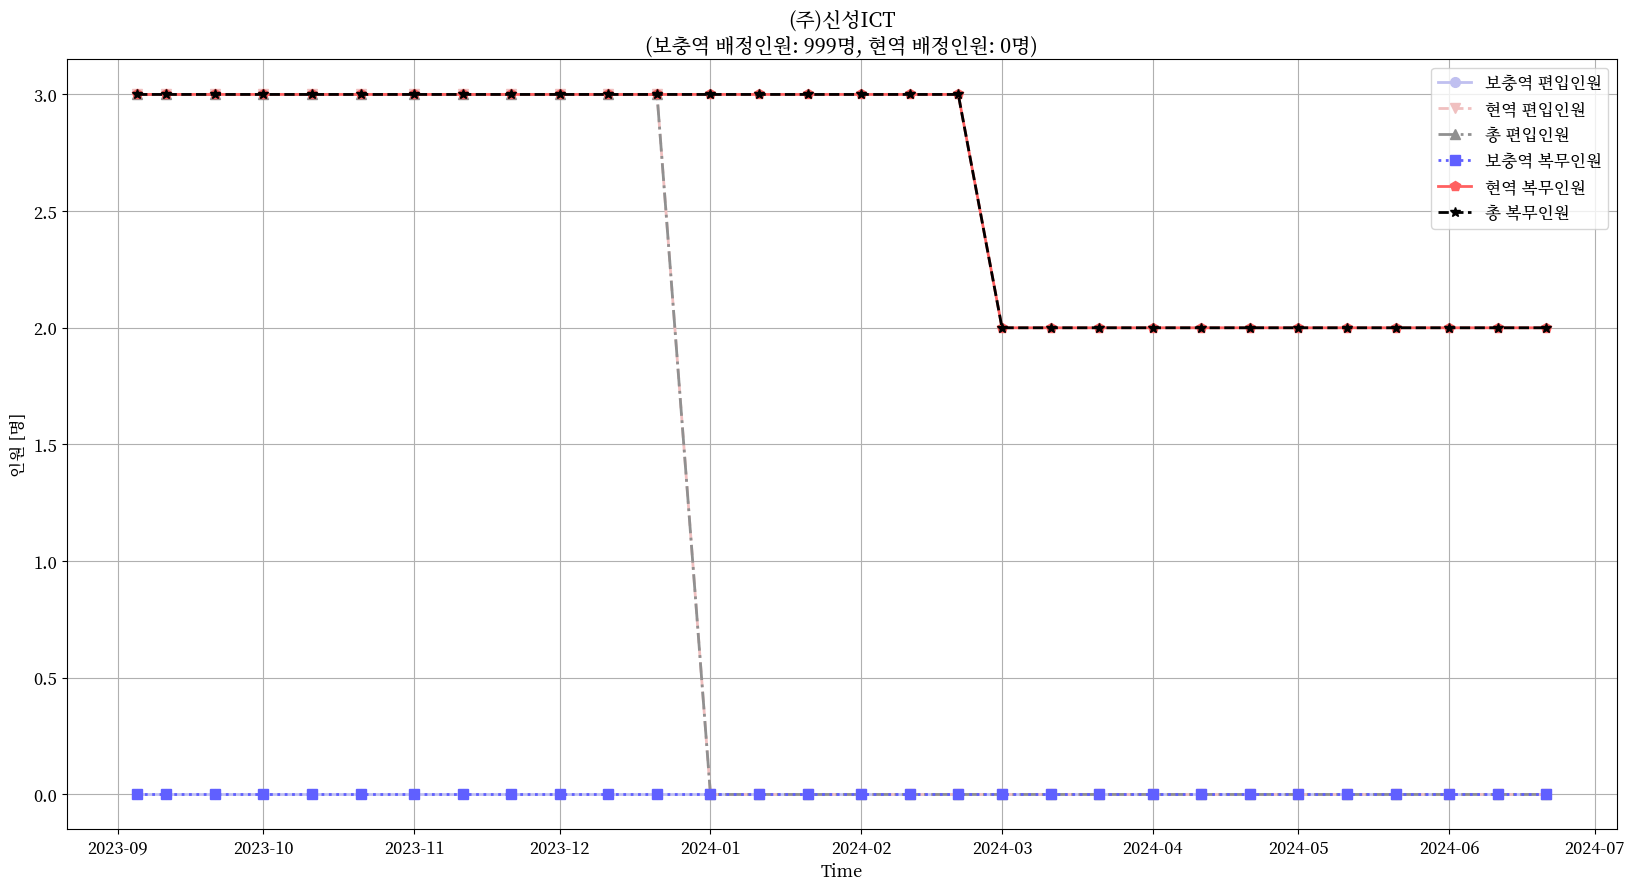 (주)신성ICT
(보충역 배정인원: 999명, 현역 배정인원: 0명)
보충역 편입인원
현역 편입인원
총 편입인원
보충역 복무인원
현역 복무인원
총 복무인원
인원 [명]
3.0
2.5
2.0
1.5
1.0
0.5
0.0
2023-09
2023-10
2023-11
2023-12
2024-01
2024-02
2024-03
2024-04
2024-05
2024-06
2024-07
Time